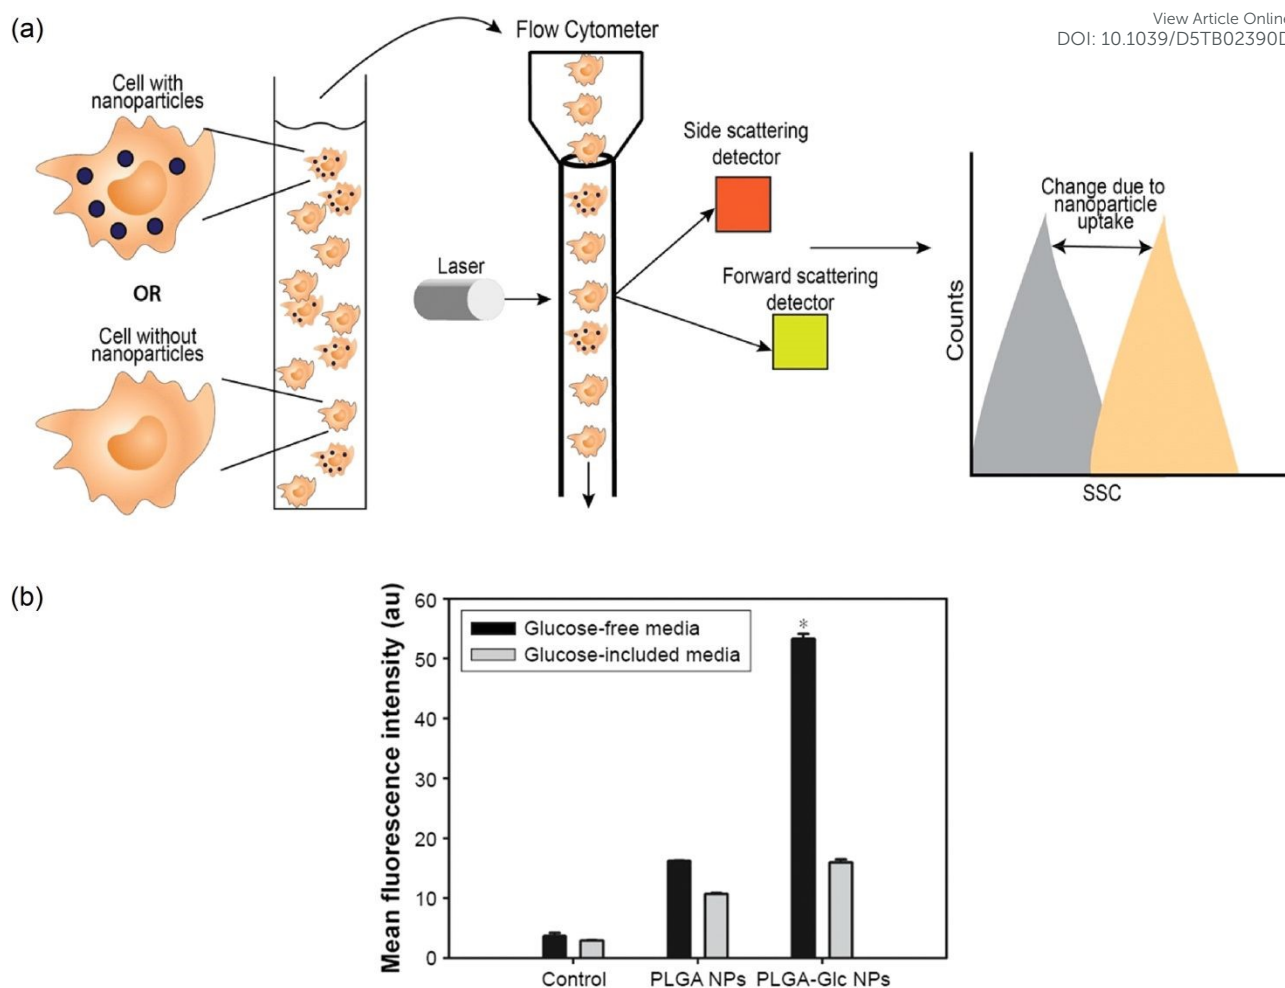 View Article Online
DOI: 10.1039/D5TB02390D
(a)
Flow Cytometer
Cell with
nanoparticles
OR
Cell without
nanoparticles
Laser
Side scattering
detector
Forward scattering
detector
Change due to
nanoparticle
uptake
Counts
SSC
(b)
Mean fluorescence intensity (au)
60
50
40
30
20
10
0
Glucose-free media
Glucose-included media
*
Control
PLGA NPs
PLGA-Glc NPs